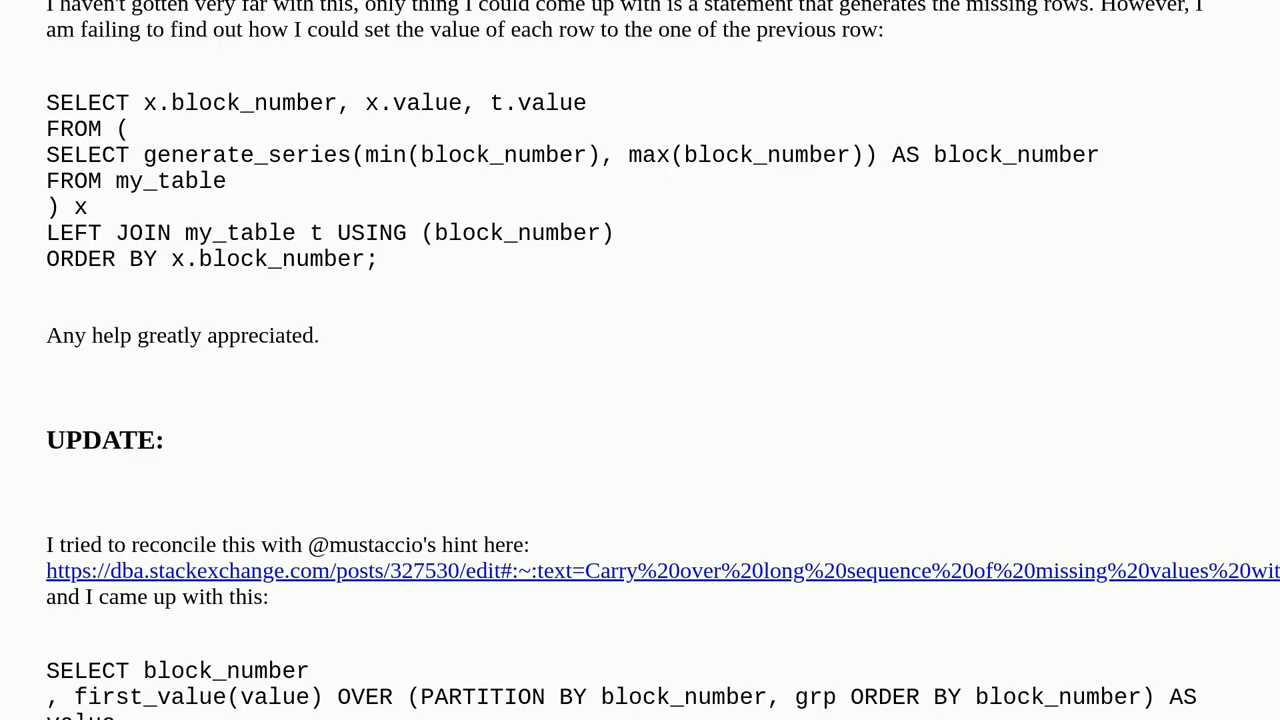 I haven't gotten very far with this, only thing I could come up with is a statement that generates the missing rows. However, I
am failing to find out how I could set the value of each row to the one of the previous row:
SELECT x.block_number, x.value, t.value
FROM (
SELECT generate_series(min(block_number), max(block_number)) AS block_number
FROM my_table
) x
LEFT JOIN my_table t USING (block_number)
ORDER BY x.block_number;
Any help greatly appreciated.
UPDATE:
I tried to reconcile this with @mustaccio's hint here:
https://dba.stackexchange.com/posts/327530/edit#:~:text=Carry%20over%20long%20sequence%20of%20missing%20values%20wit
and I came up with this:
SELECT block_number
, first_value(value) OVER (PARTITION BY block_number, grp ORDER BY block_number) AS
value